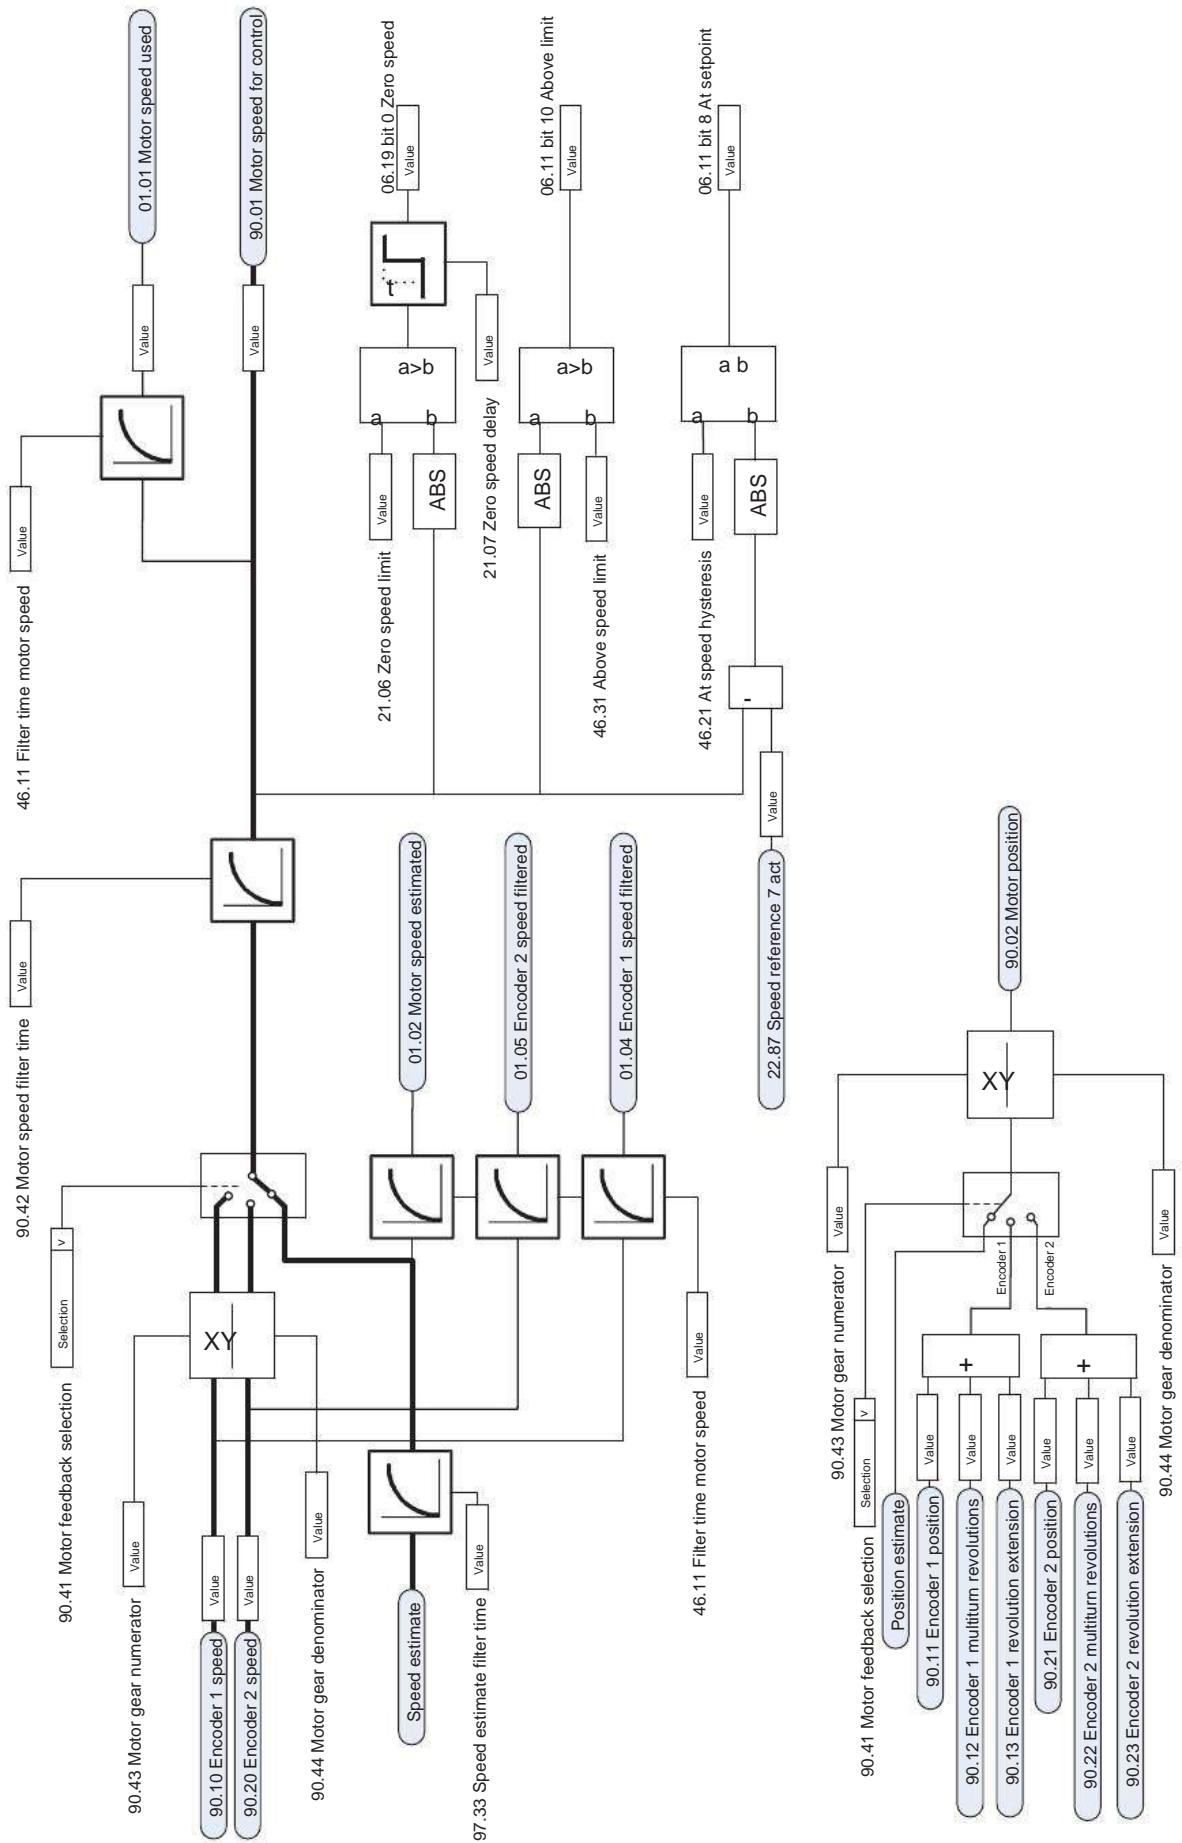 46.11 Filter time motor speed
Value
01.01 Motor speed used
Value
90.01 Motor speed for control
Value
90.42 Motor speed filter time
Value
90.41 Motor feedback selection
Selection
v
90.43 Motor gear numerator
Value
XY
90.10 Encoder 1 speed
Value
90.20 Encoder 2 speed
Value
90.44 Motor gear denominator
Value
Speed estimate
97.33 Speed estimate filter time
Value
01.02 Motor speed estimated
01.05 Encoder 2 speed filtered
01.04 Encoder 1 speed filtered
46.11 Filter time motor speed
Value
21.06 Zero speed limit
Value
ABS
a
b
a>b
t
21.07 Zero speed delay
Value
06.19 bit 0 Zero speed
Value
ABS
46.31 Above speed limit
Value
a
b
a>b
06.11 bit 10 Above limit
Value
46.21 At speed hysteresis
Value
ABS
a
b
a b
06.11 bit 8 At setpoint
Value
-
22.87 Speed reference 7 act
Value
90.43 Motor gear numerator
Value
90.41 Motor feedback selection
Selection
v
Position estimate
90.11 Encoder 1 position
Value
90.12 Encoder 1 multiturn revolutions
Value
90.13 Encoder 1 revolution extension
Value
+
Encoder 1
90.21 Encoder 2 position
Value
90.22 Encoder 2 multiturn revolutions
Value
90.23 Encoder 2 revolution extension
Value
+
Encoder 2
XY
90.02 Motor position
90.44 Motor gear denominator
Value